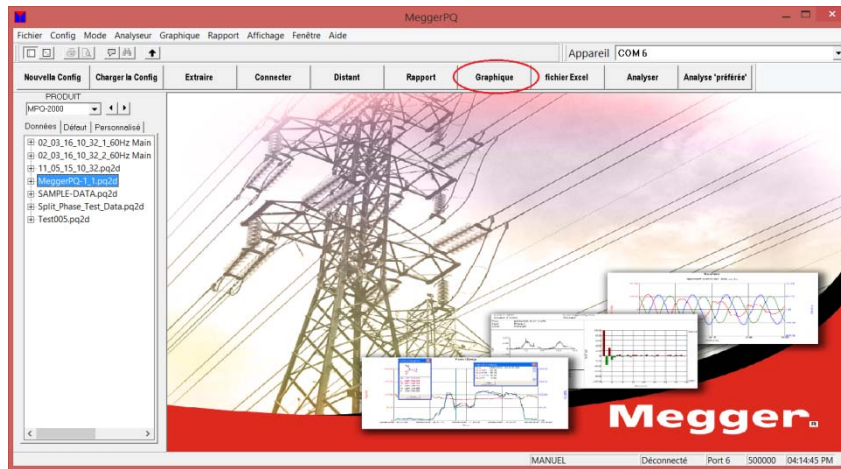 MeggerPQ
Fichier Config Mode Analyseur Graphique Rapport Affichage Fenêtre Aide
Appareil COM 6
Nouvella Config Charger la Config Extraire Connecter Distant Rapport Graphique fichier Excel Analyser Analyse 'préférée'
PRODUIT
MPQ-2000
Données Défaut Personnalisé
02_03_16_10_32_1_60Hz Main
02_03_16_10_32_2_60Hz Main
11_05_15_10_32.pq2d
MeggerPQ-1_1.pq2d
SAMPLE-DATA.pq2d
Split_Phase_Test_Data.pq2d
Test005.pq2d
Megger
MANUEL Déconnecté Port 6 500000 04:14:45 PM